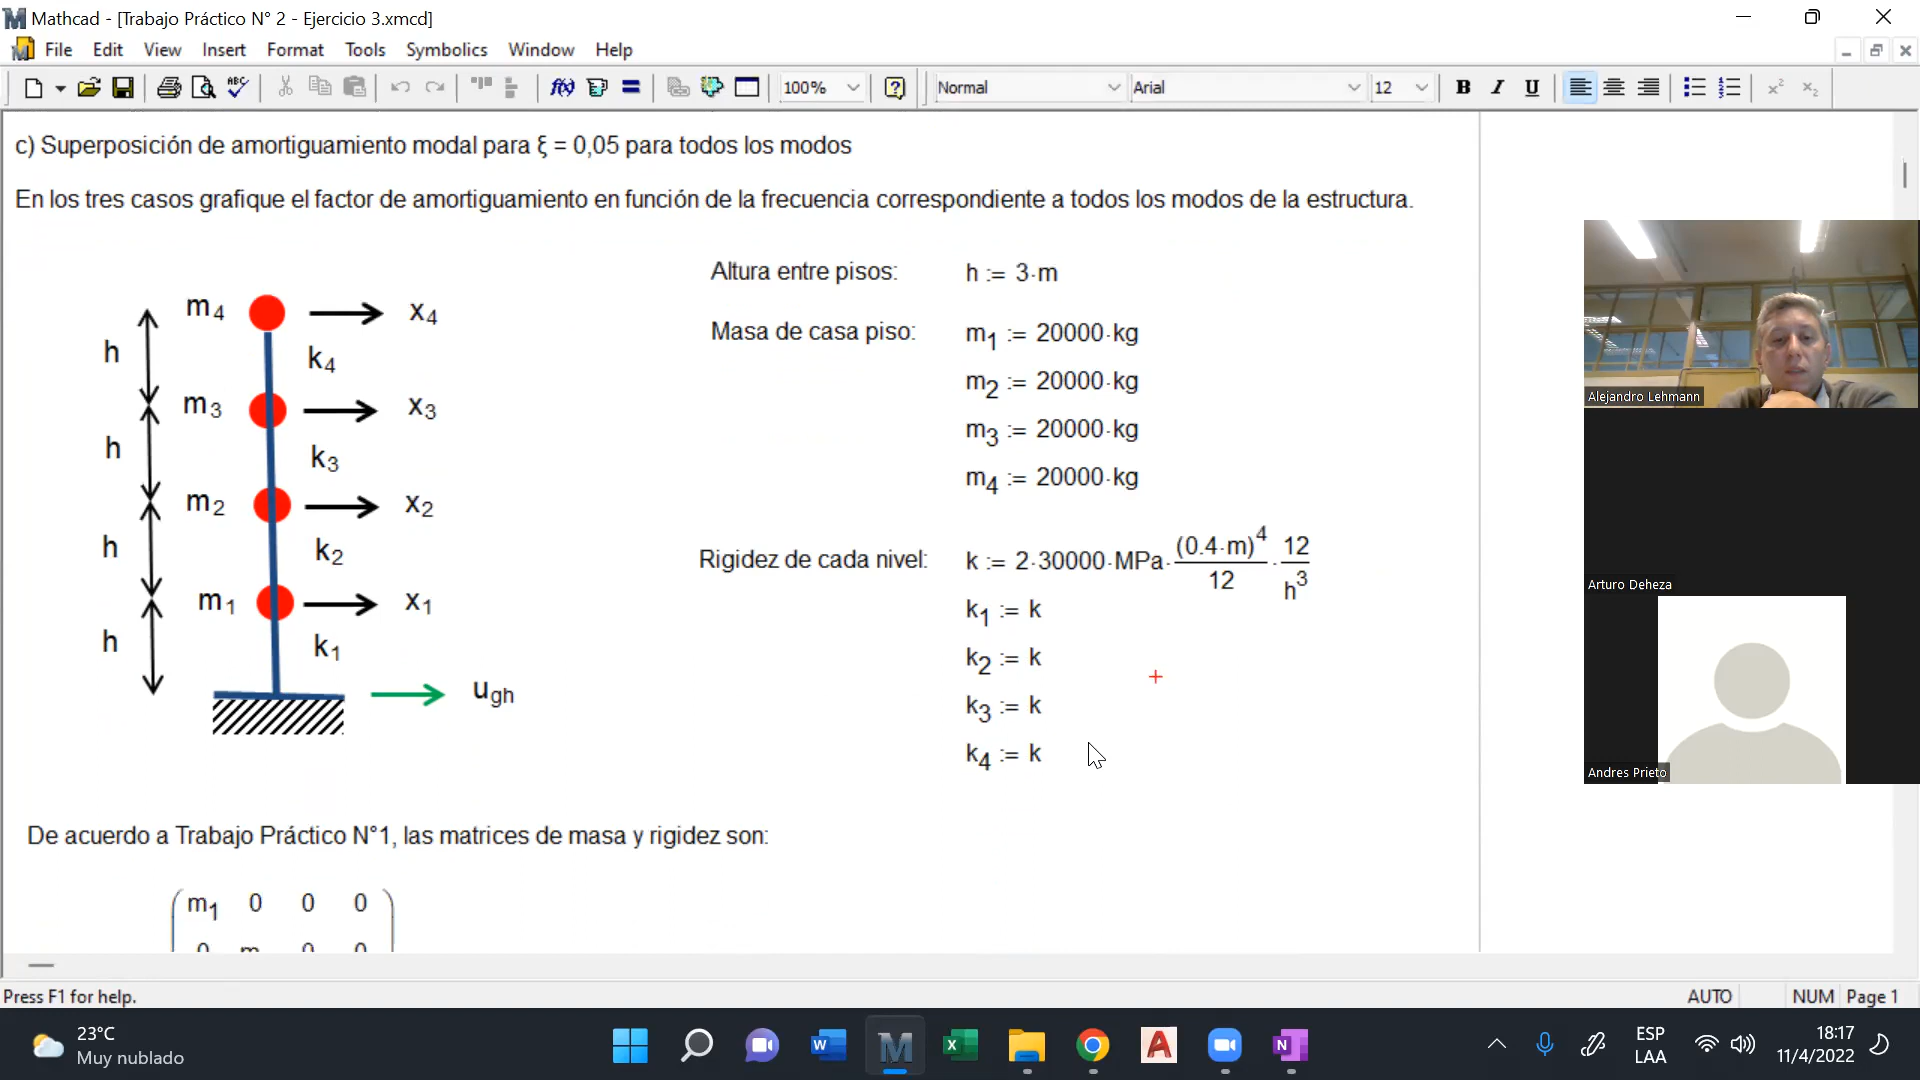 Mathcad - [Trabajo Práctico N° 2 - Ejercicio 3.xmcd]
File Edit View Insert Format Tools Symbolics Window Help
100% Normal Arial 12 B I U
c) Superposición de amortiguamiento modal para ξ = 0,05 para todos los modos
En los tres casos grafique el factor de amortiguamiento en función de la frecuencia correspondiente a todos los modos de la estructura.
h
h
h
h
m4 x4
k4
m3 x3
k3
m2 x2
k2
m1 x1
k1
ugh
Altura entre pisos: h := 3·m
Masa de casa piso: m1 := 20000·kg
m2 := 20000·kg
m3 := 20000·kg
m4 := 20000·kg
Rigidez de cada nivel: k := 2·30000·MPa·(0.4·m)^4/12·12/h^3
k1 := k
k2 := k
k3 := k
k4 := k
De acuerdo a Trabajo Práctico N°1, las matrices de masa y rigidez son:
m1 0 0 0
0 m 0 0
Alejandro Lehmann
Arturo Deheza
Andres Prieto
Press F1 for help. AUTO NUM Page 1
23°C
Muy nublado
ESP
LAA
18:17
11/4/2022